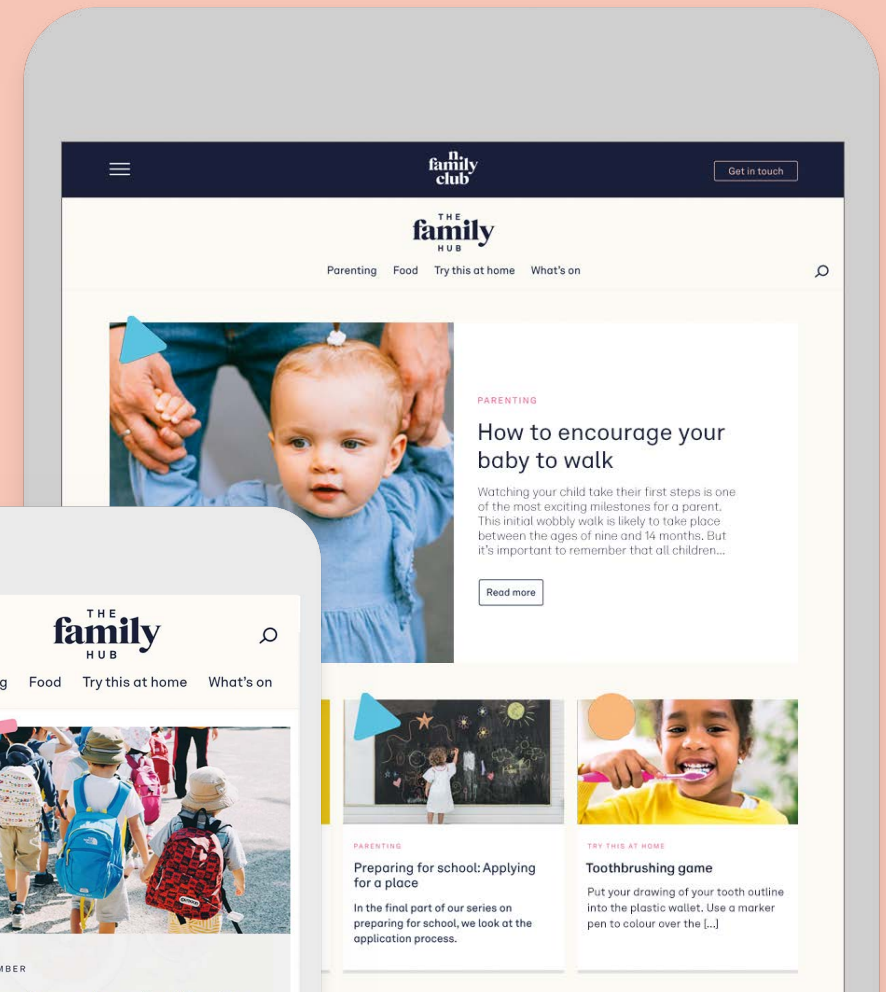 n.
family
club
Get in touch
THE
family
HUB
Parenting Food Try this at home What's on
PARENTING
How to encourage your
baby to walk
Watching your child take their first steps is one
of the most exciting milestones for a parent.
This initial wobbly walk is likely to take place
between the ages of nine and 14 months. But
it's important to remember that all children...
Read more
PARENTING
Preparing for school: Applying
for a place
In the final part of our series on
preparing for school, we look at the
application process.
TRY THIS AT HOME
Toothbrushing game
Put your drawing of your tooth outline
into the plastic wallet. Use a marker
pen to colour over the [...]
THE
family
HUB
g Food Try this at home What's on
OUTDOOR
MBER